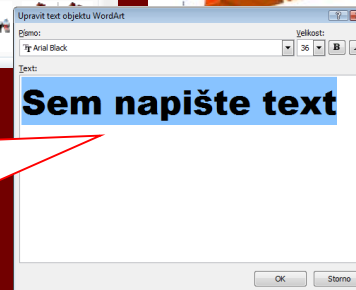 Upravit text objektu WordArt
Písmo:
Velikost:
Arial Black
36
B
Text:
Sem napište text
OK
Storno